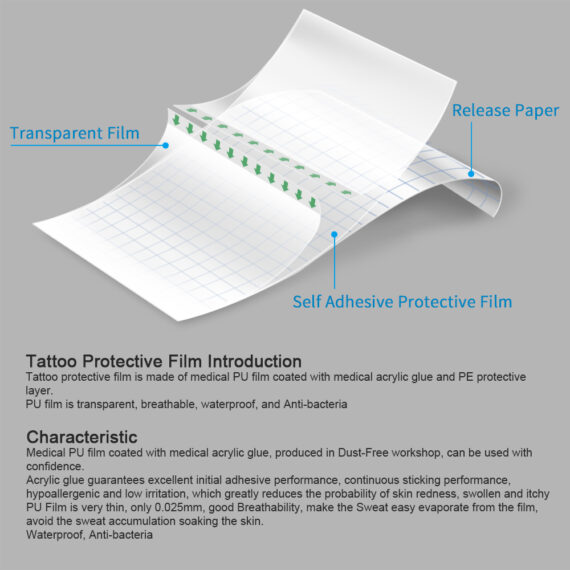 Release Paper
Transparent Film
Self Adhesive Protective Film
Tattoo Protective Film Introduction
Tattoo protective film is made of medical PU film coated with medical acrylic glue and PE protective
layer.
PU film is transparent, breathable, waterproof, and Anti-bacteria
Characteristic
Medical PU film coated with medical acrylic glue, produced in Dust-Free workshop, can be used with
confidence.
Acrylic glue guarantees excellent initial adhesive performance, continuous sticking performance,
hypoallergenic and low irritation, which greatly reduces the probability of skin redness, swollen and itchy
PU Film is very thin, only 0.025mm, good Breathability, make the Sweat easy evaporate from the film,
avoid the sweat accumulation soaking the skin.
Waterproof, Anti-bacteria